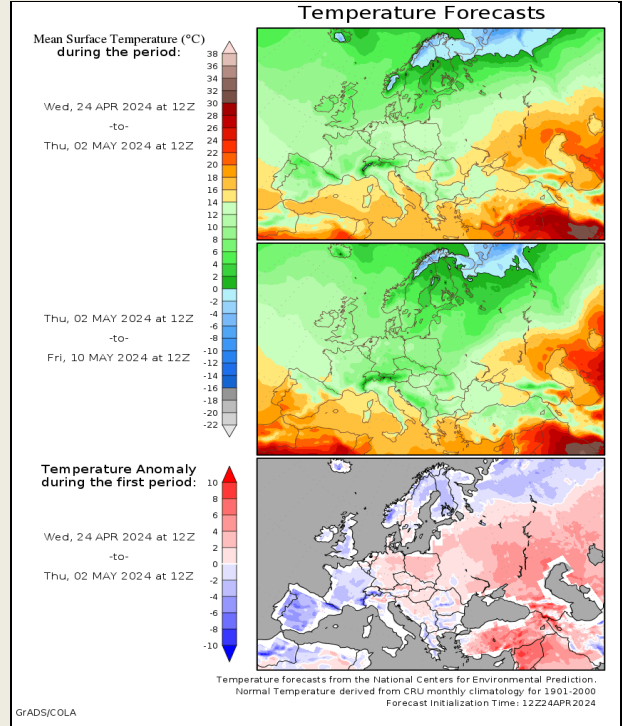 Temperature Forecasts
Mean Surface Temperature (°C)
during the period:
Wed, 24 APR 2024 at 12Z
-to-
Thu, 02 MAY 2024 at 12Z
38
36
34
32
30
28
26
24
22
20
18
16
14
12
10
8
6
4
2
0
-2
-4
-6
-8
-10
-12
-14
-16
-18
-20
-22
Thu, 02 MAY 2024 at 12Z
-to-
Fri, 10 MAY 2024 at 12Z
Temperature Anomaly
during the first period:
Wed, 24 APR 2024 at 12Z
-to-
Thu, 02 MAY 2024 at 12Z
10
8
6
4
2
0
-2
-4
-6
-8
-10
Temperature forecasts from the National Centers for Environmental Prediction.
Normal Temperature derived from CRU monthly climatology for 1901-2000
Forecast Initialization Time: 12Z24APR2024
GrADS/COLA